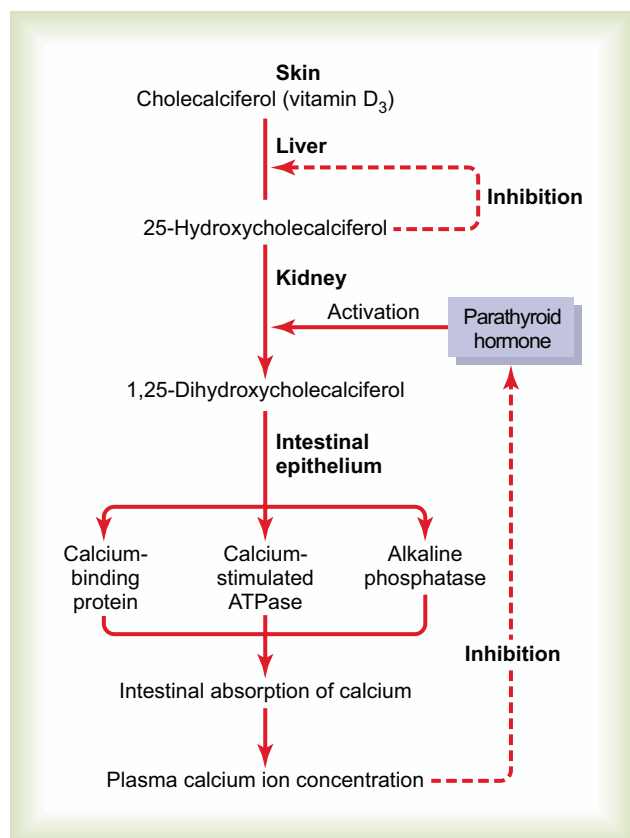 Skin
Cholecalciferol (vitamin D3)
Liver
Inhibition
25-Hydroxycholecalciferol
Kidney
Activation
Parathyroid
hormone
1,25-Dihydroxycholecalciferol
Intestinal
epithelium
Calcium-
binding
protein
Calcium-
stimulated
ATPase
Alkaline
phosphatase
Inhibition
Intestinal absorption of calcium
Plasma calcium ion concentration